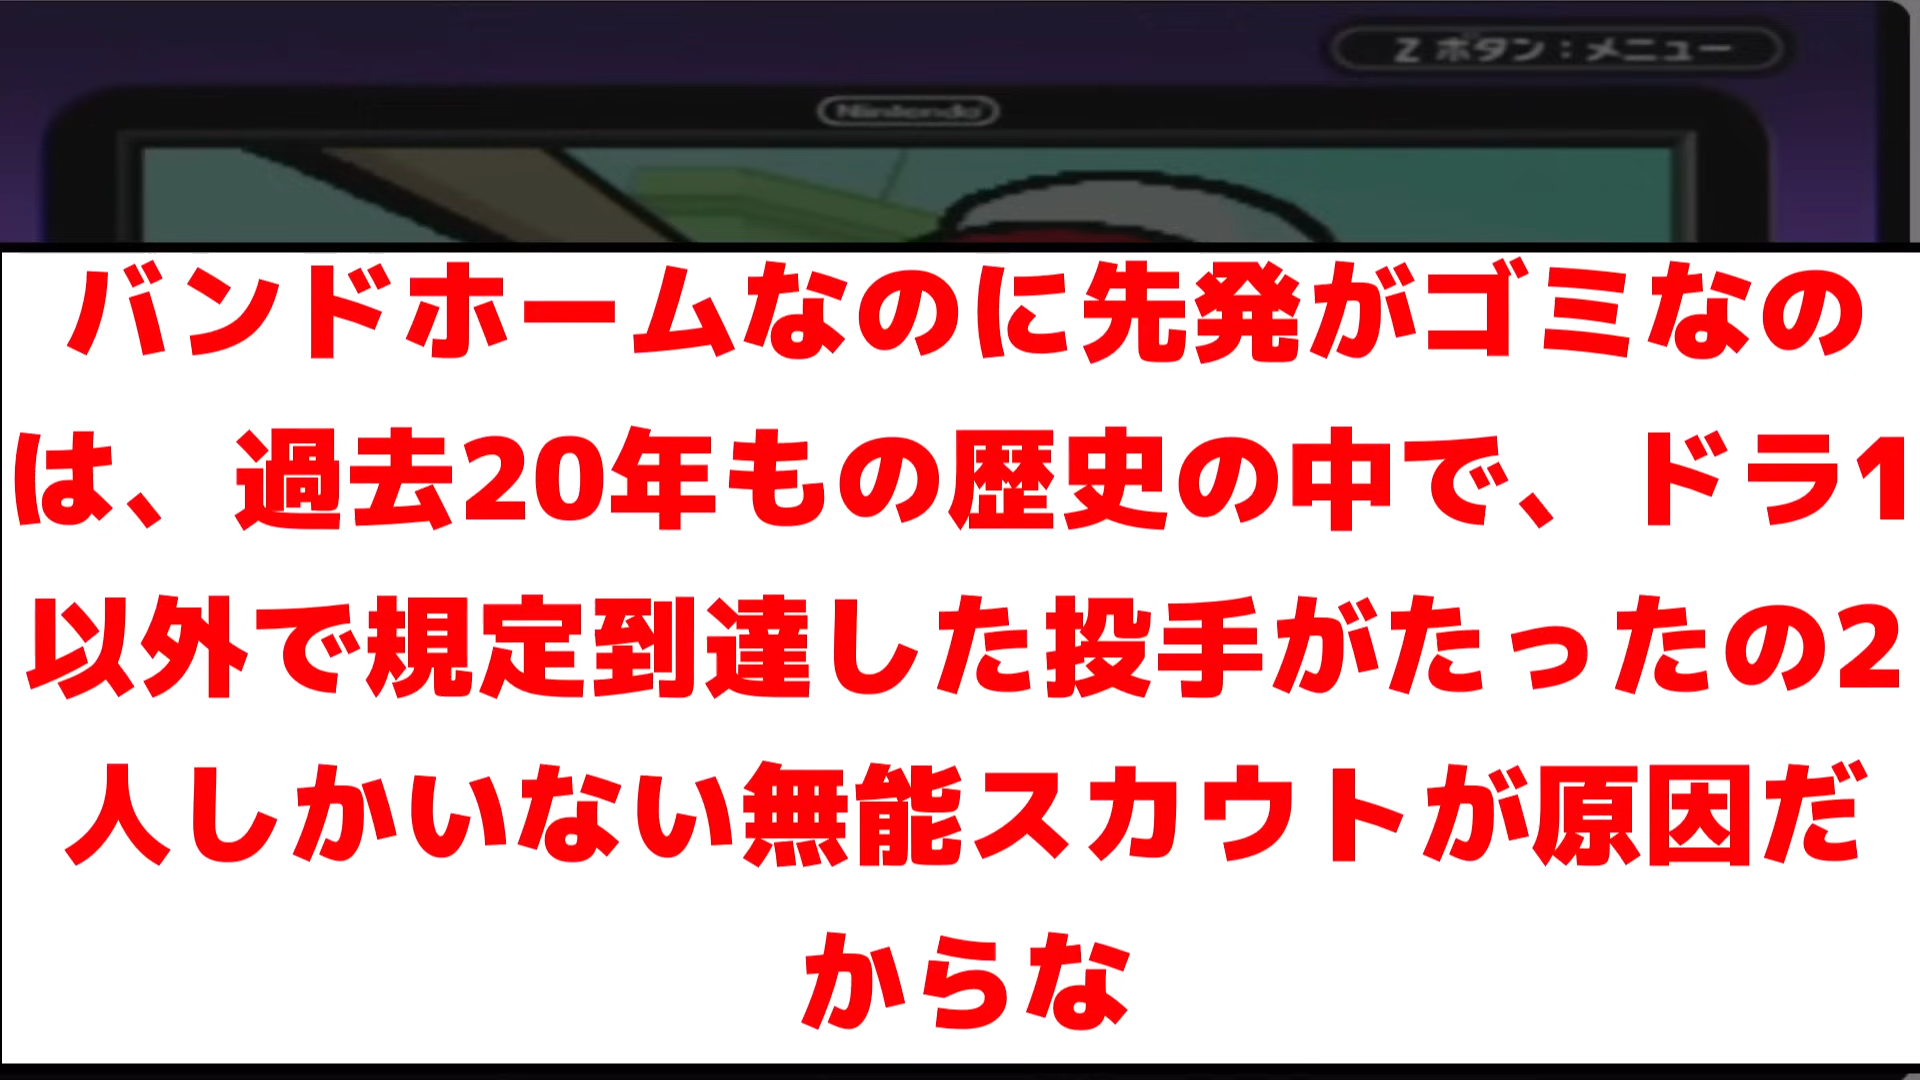 Z ボタン：メニュー
Nintendo
バンドホームなのに先発がゴミなの
は、過去20年もの歴史の中で、ドラ1
以外で規定到達した投手がたったの2
人しかいない無能スカウトが原因だ
からな